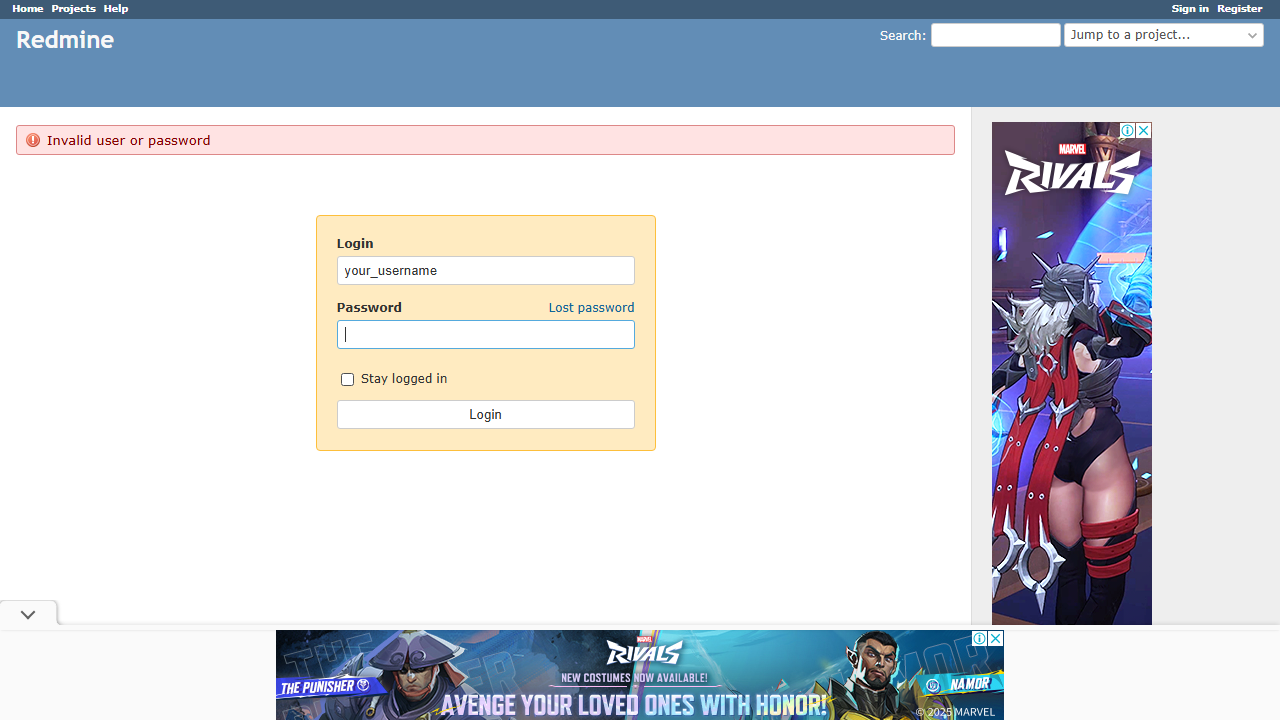 Home Projects Help
Sign in Register
Redmine
Search:
Jump to a project...
Invalid user or password
Login
your_username
Password
Lost password
Stay logged in
Login
MARVEL
RIVALS
MARVEL
RIVALS
NEW COSTUMES NOW AVAILABLE!
THE PUNISHER
NAMOR
AVENGE YOUR LOVED ONES WITH HONOR!
© 2025 MARVEL